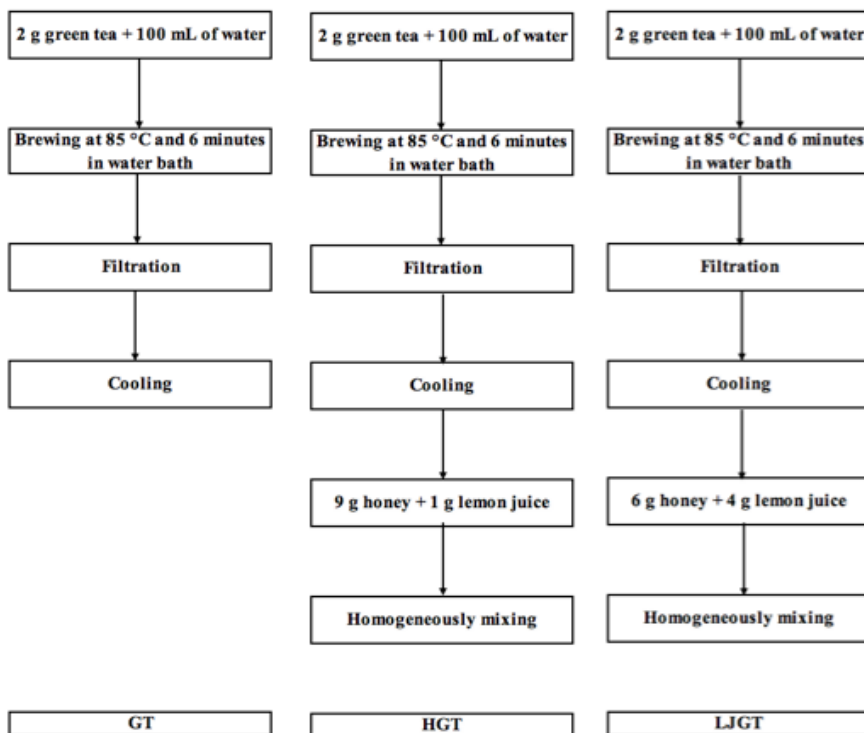 2 g green tea + 100 mL of water
Brewing at 85 °C and 6 minutes
in water bath
Filtration
Cooling
GT
2 g green tea + 100 mL of water
Brewing at 85 °C and 6 minutes
in water bath
Filtration
Cooling
9 g honey + 1 g lemon juice
Homogeneously mixing
HGT
2 g green tea + 100 mL of water
Brewing at 85 °C and 6 minutes
in water bath
Filtration
Cooling
6 g honey + 4 g lemon juice
Homogeneously mixing
LJGT